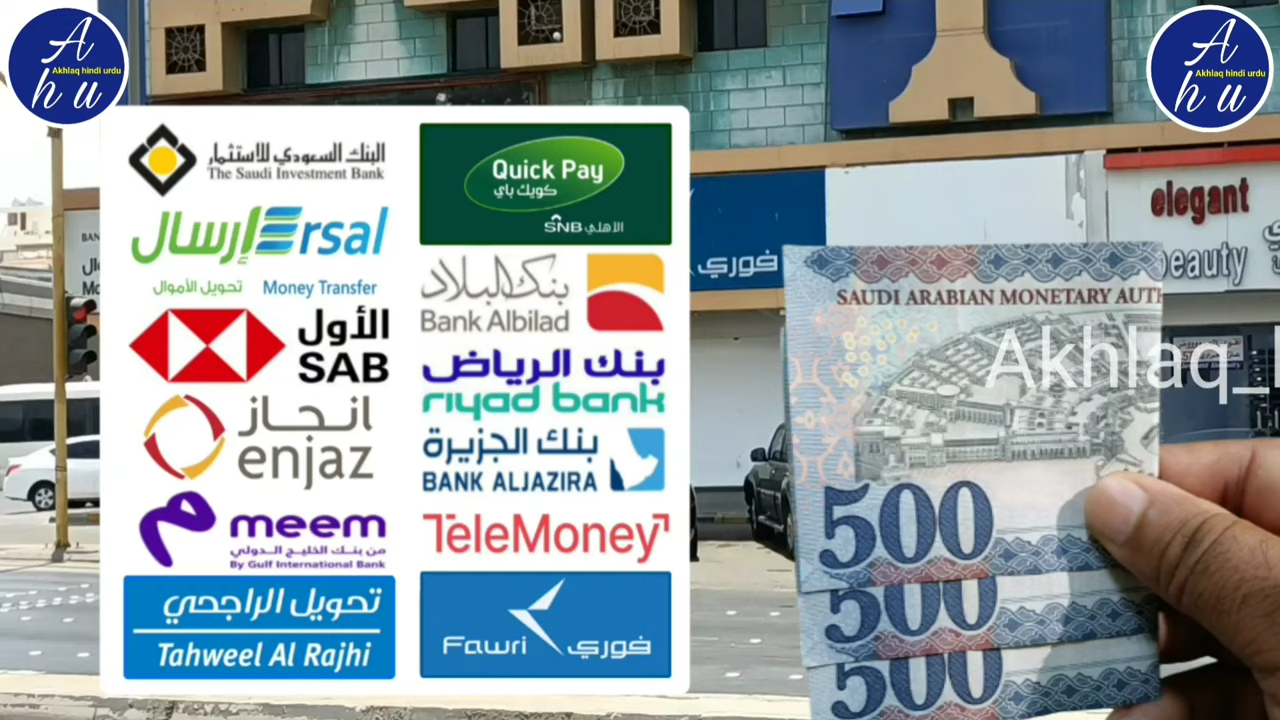 A
Akhlaq hindi urdu
h u
A
Akhlaq hindi urdu
h u
البنك السعودي للاستثمار
The Saudi Investment Bank
إرسال Ersal
تحويل الأموال Money Transfer
الأول
SAB
انجاز
enjaz
meem
من بنك الخليج الدولي
By Gulf International Bank
تحويل الراجحي
Tahweel Al Rajhi
Quick Pay
كويك باي
SNB الأهلي
بنك البلاد
Bank Albilad
بنك الرياض
riyad bank
بنك الجزيرة
BANK ALJAZIRA
TeleMoney
Fawri فوري
فوري
elegant
beauty
SAUDI ARABIAN MONETARY AUTH
Akhlaq_
500
500
500